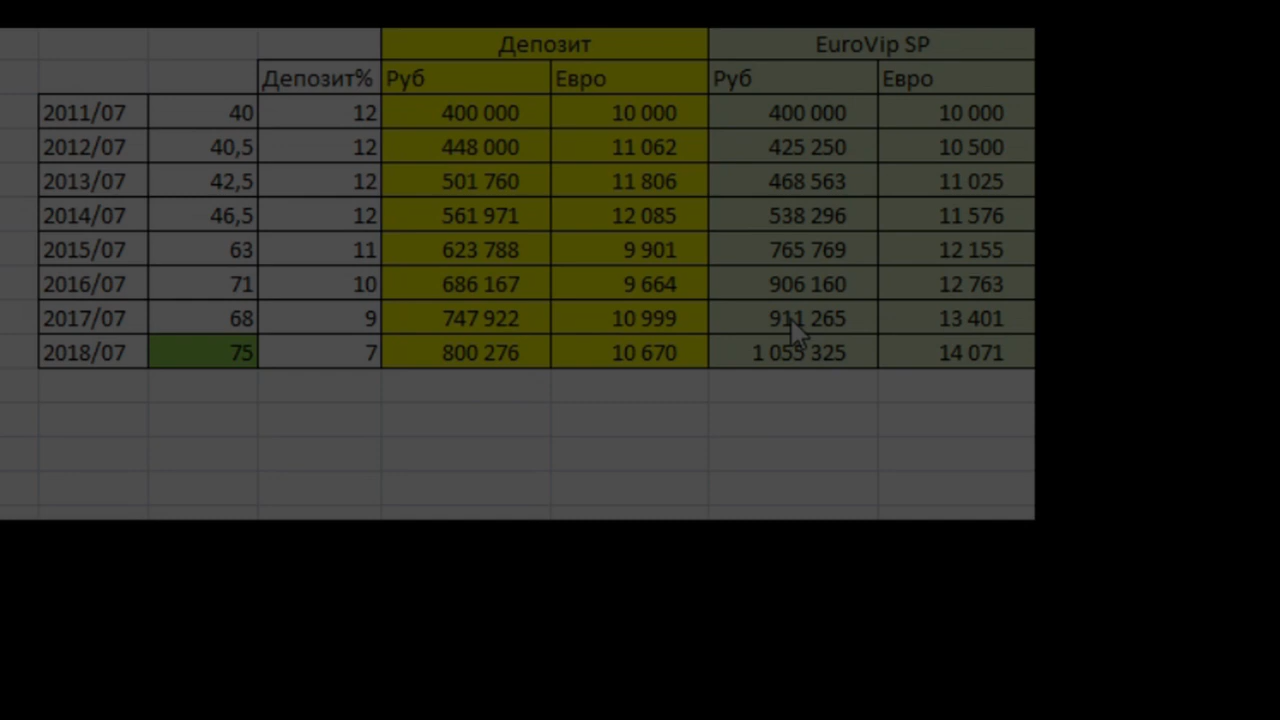 Депозит EuroVip SP
Депозит% Руб Евро Руб Евро
2011/07 40 12 400 000 10 000 400 000 10 000
2012/07 40,5 12 448 000 11 062 425 250 10 500
2013/07 42,5 12 501 760 11 806 468 563 11 025
2014/07 46,5 12 561 971 12 085 538 296 11 576
2015/07 63 11 623 788 9 901 765 769 12 155
2016/07 71 10 686 167 9 664 906 160 12 763
2017/07 68 9 747 922 10 999 911 265 13 401
2018/07 75 7 800 276 10 670 1 055 325 14 071